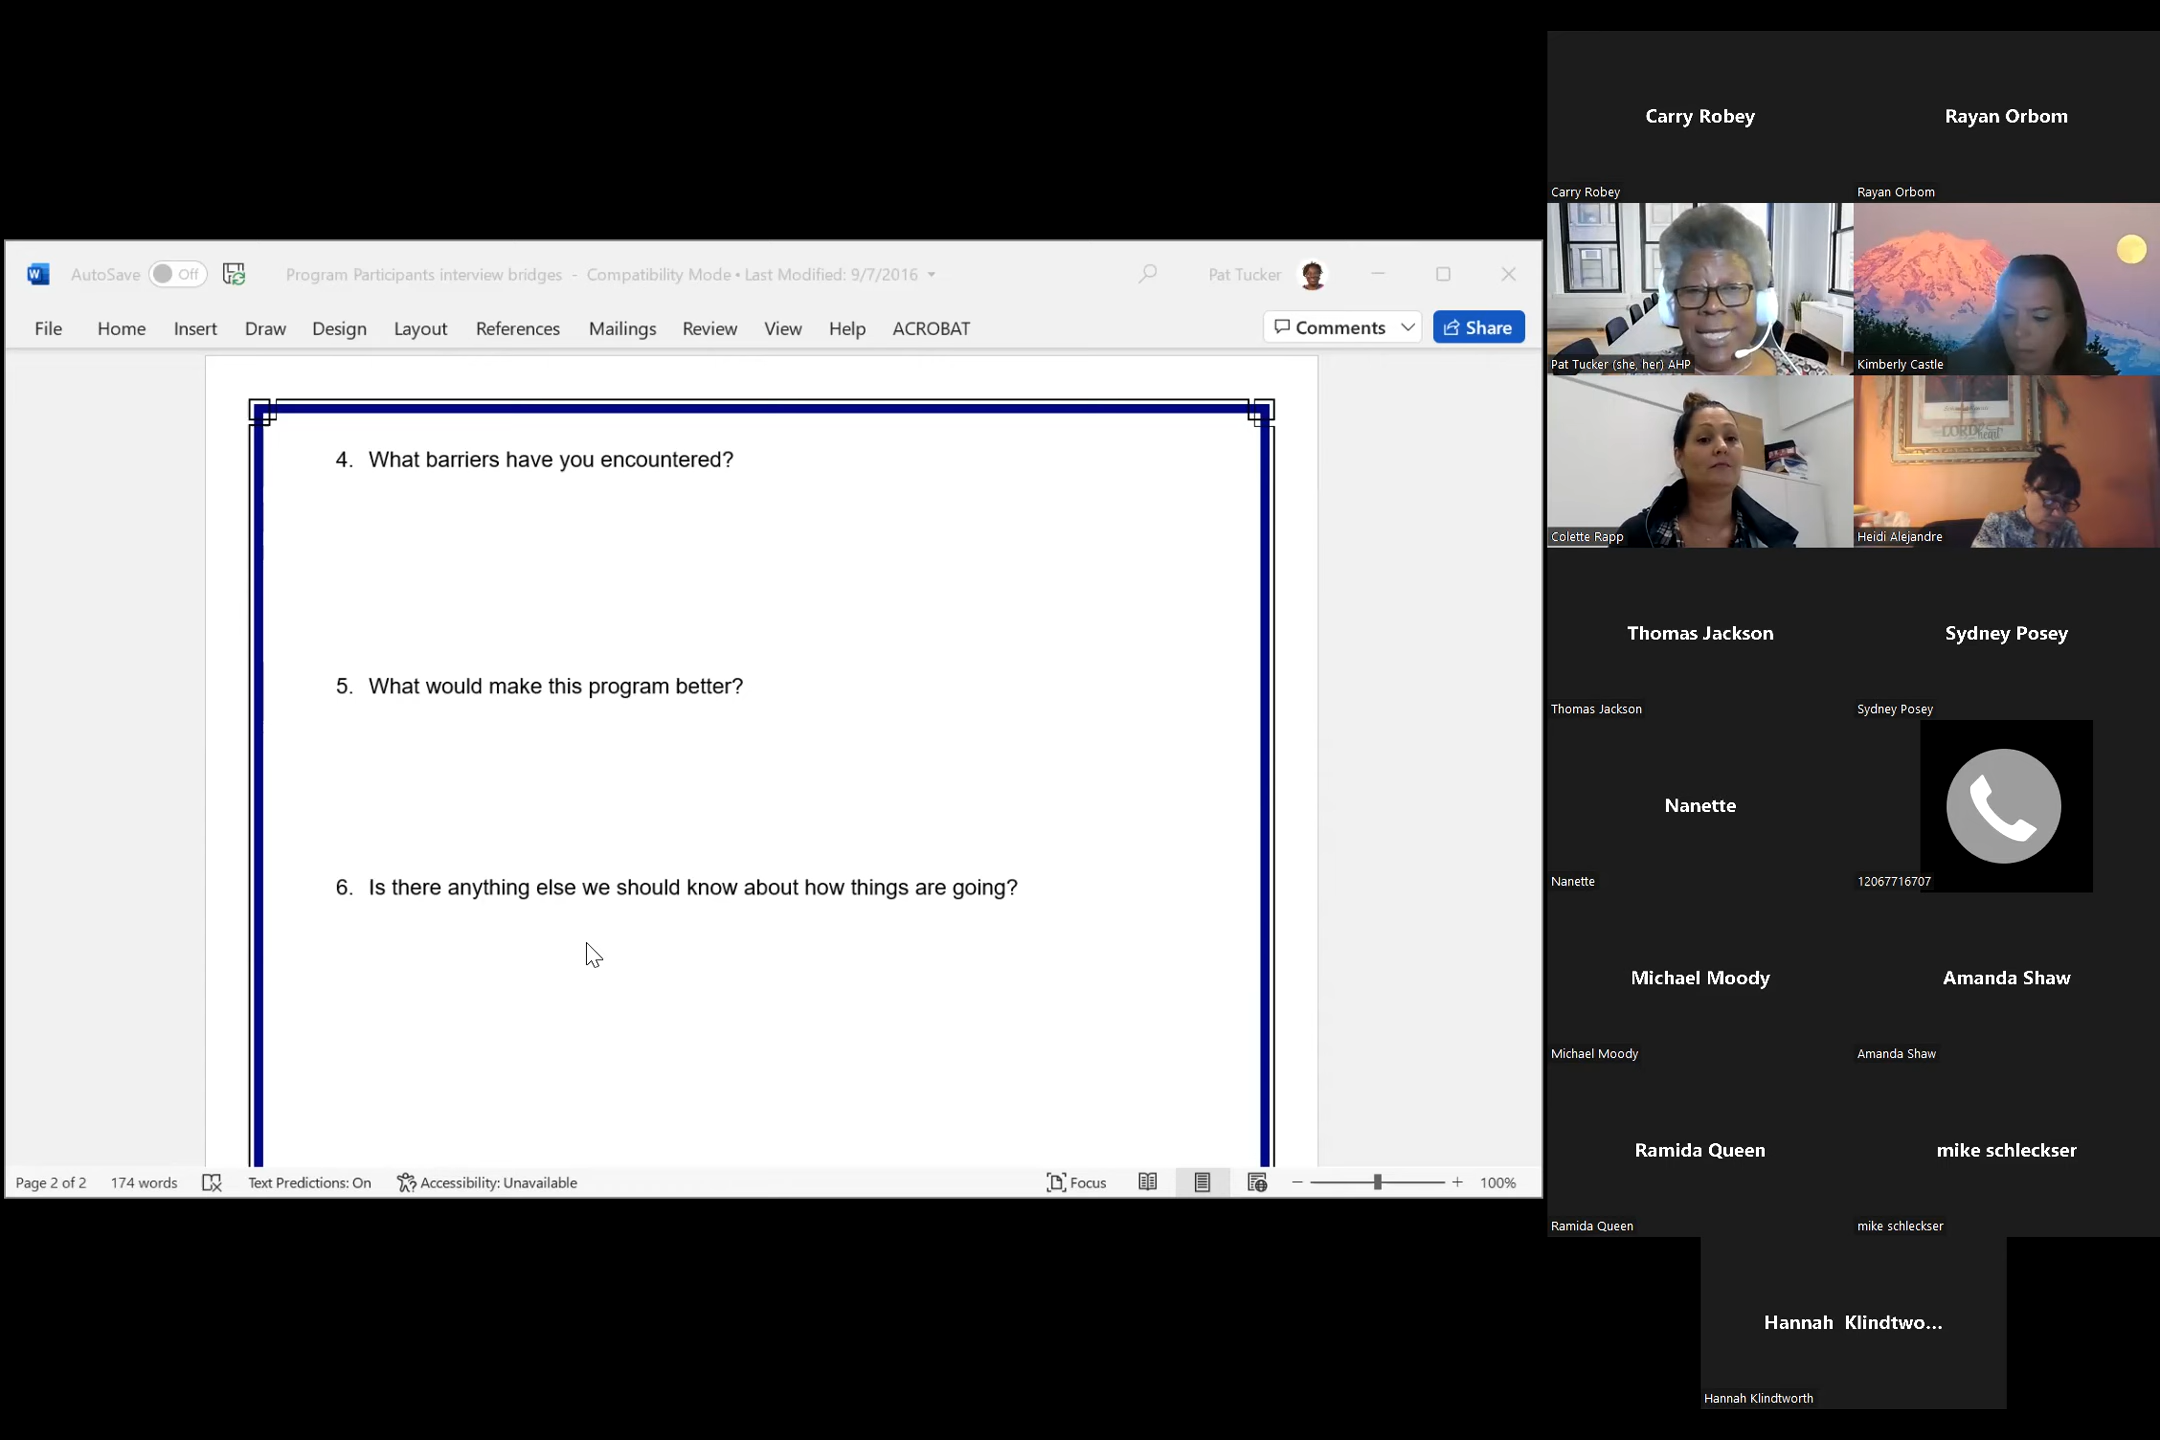 AutoSave Off Program Participants interview bridges - Compatibility Mode • Last Modified: 9/7/2016 Pat Tucker
File Home Insert Draw Design Layout References Mailings Review View Help ACROBAT Comments Share
4. What barriers have you encountered?
5. What would make this program better?
6. Is there anything else we should know about how things are going?
Page 2 of 2 174 words Text Predictions: On Accessibility: Unavailable Focus 100%
Carry Robey
Carry Robey
Rayan Orbom
Rayan Orbom
Pat Tucker (she, her) AHP
Kimberly Castle
Colette Rapp
LORD
heart
Heidi Alejandre
Thomas Jackson
Thomas Jackson
Sydney Posey
Sydney Posey
Nanette
Nanette
12067716707
Michael Moody
Michael Moody
Amanda Shaw
Amanda Shaw
Ramida Queen
Ramida Queen
mike schleckser
mike schleckser
Hannah Klindtwo...
Hannah Klindtworth